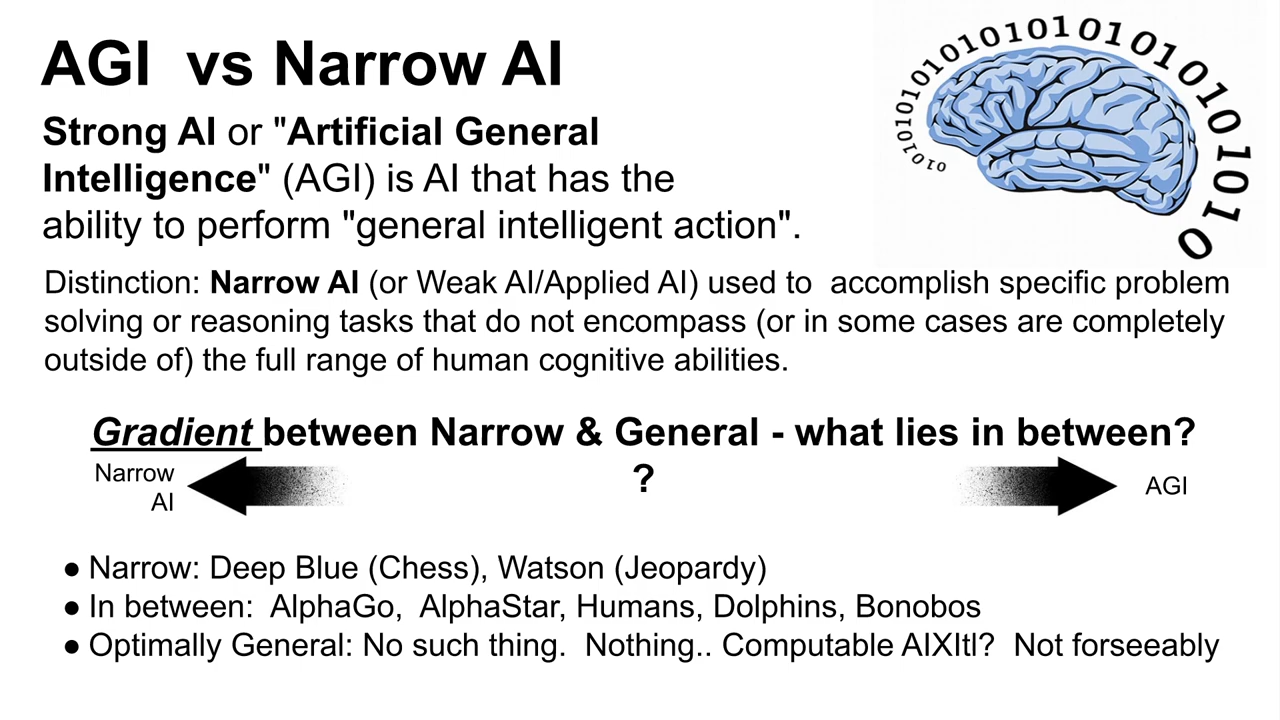 AGI  vs Narrow AI
Strong AI or "Artificial General
Intelligence" (AGI) is AI that has the
ability to perform "general intelligent action".
01010101010101010101010101010
Distinction: Narrow AI (or Weak AI/Applied AI) used to  accomplish specific problem
solving or reasoning tasks that do not encompass (or in some cases are completely
outside of) the full range of human cognitive abilities.
Gradient between Narrow & General - what lies in between?
Narrow
AI
?
AGI
● Narrow: Deep Blue (Chess), Watson (Jeopardy)
● In between:  AlphaGo,  AlphaStar, Humans, Dolphins, Bonobos
● Optimally General: No such thing.  Nothing.. Computable AIXItl?  Not forseeably